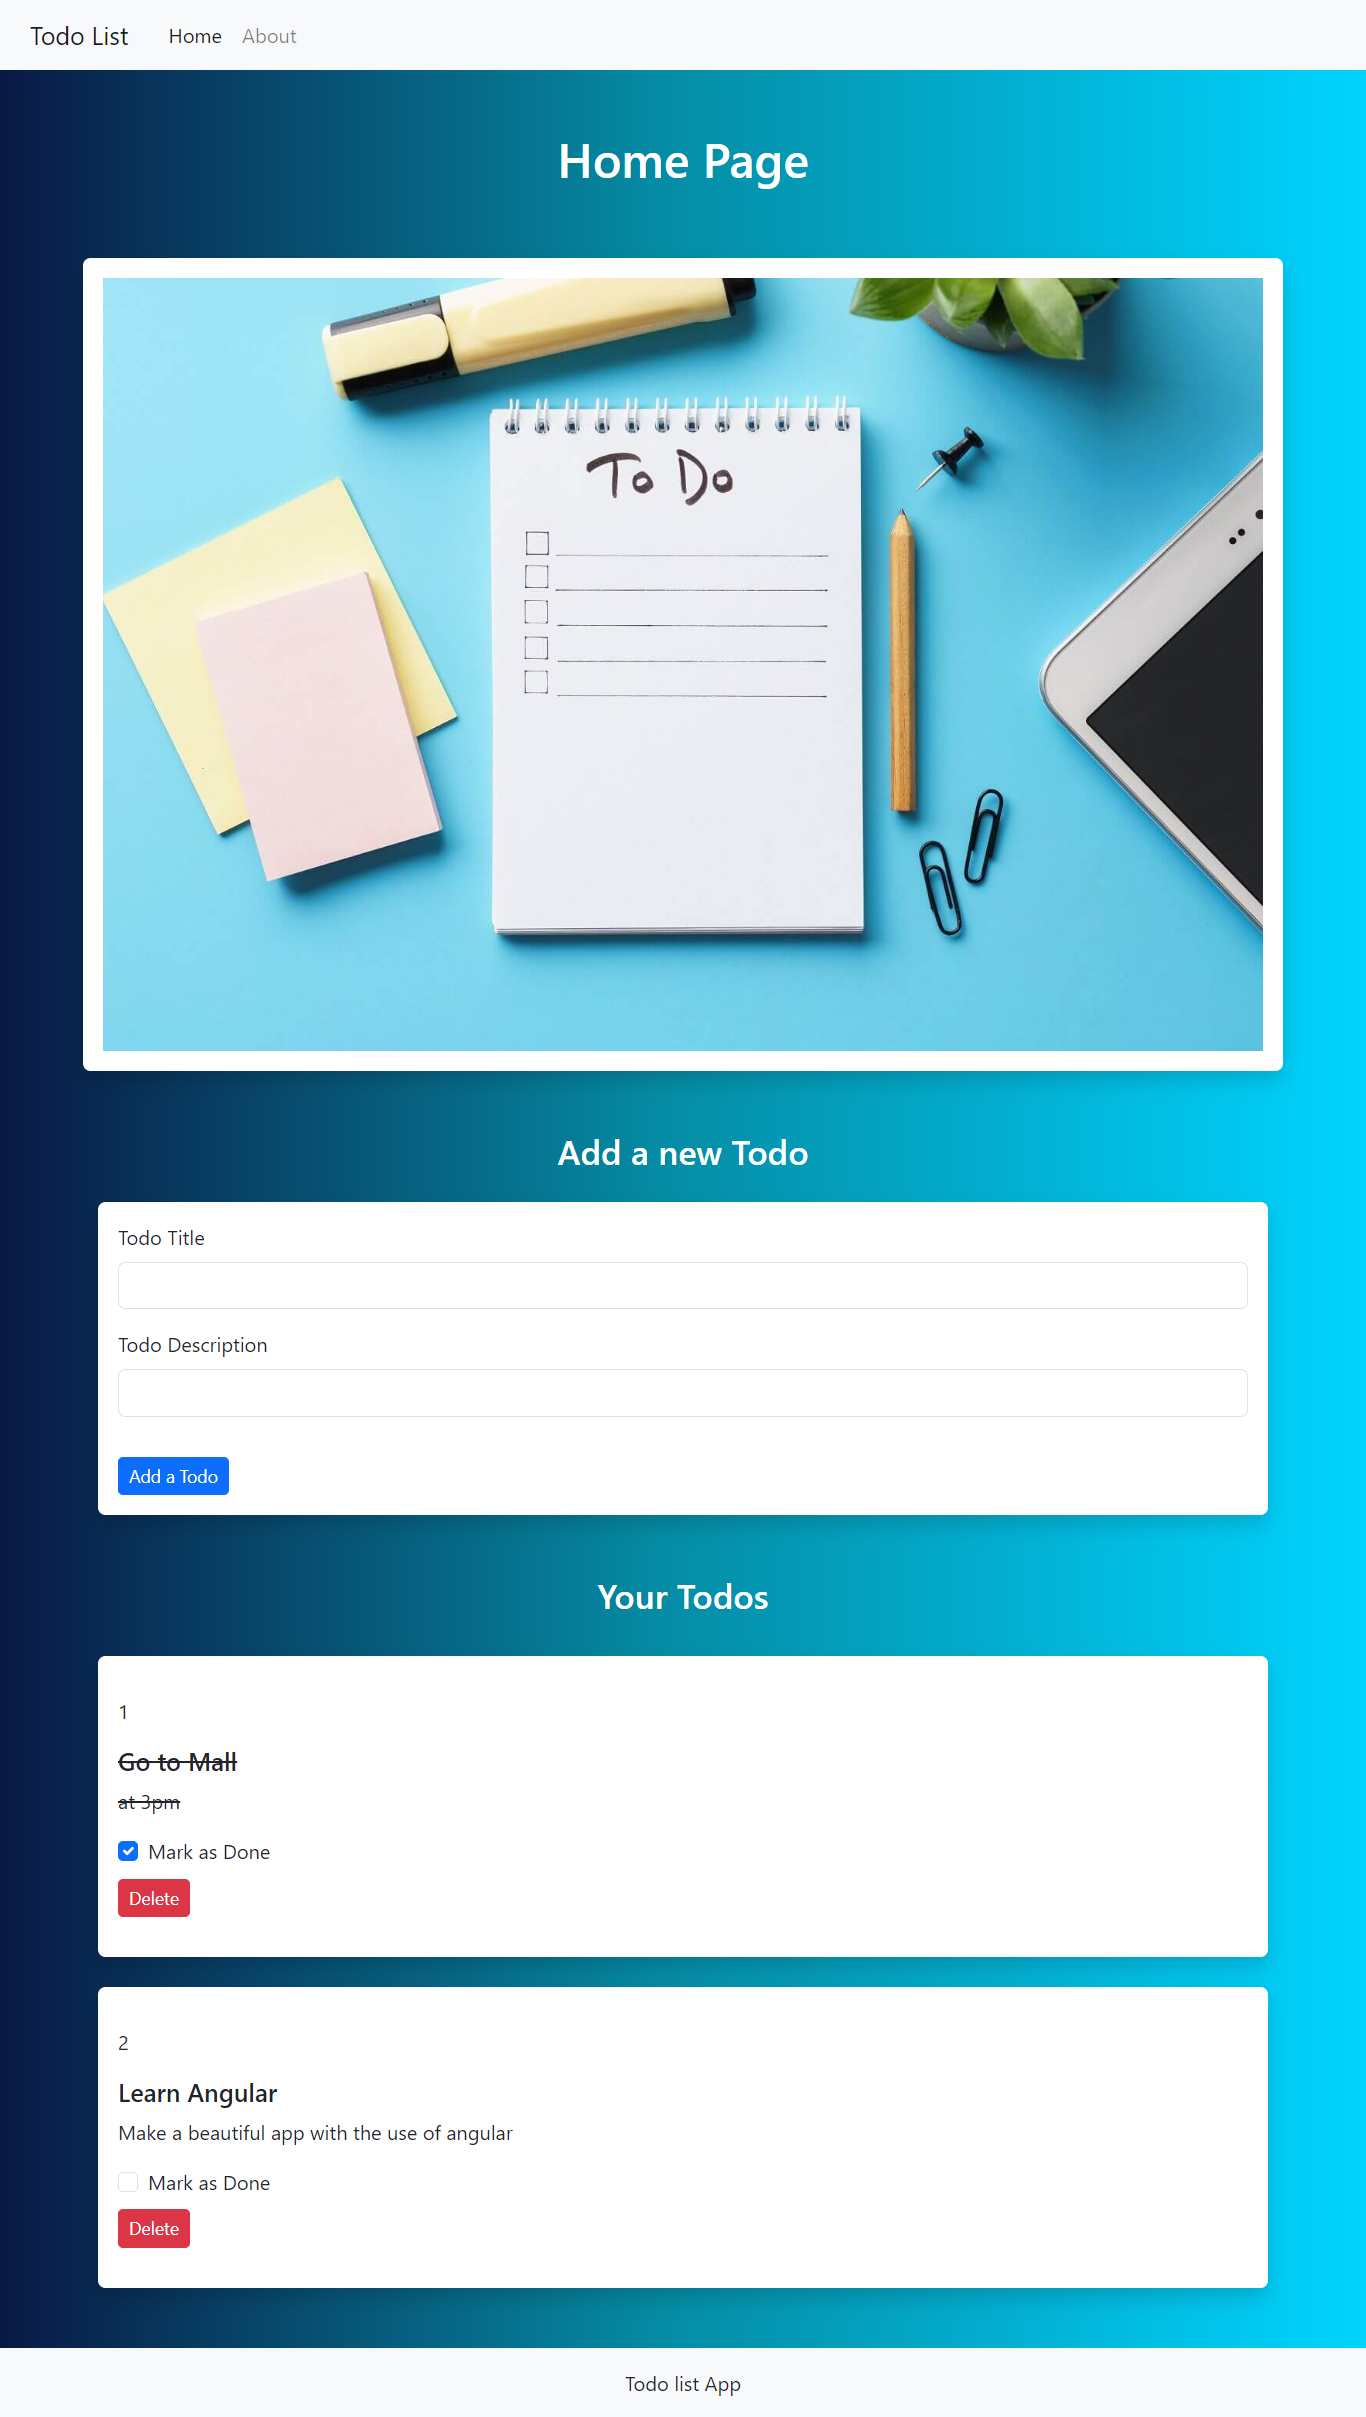 Todo List Home About
Home Page
To Do
Add a new Todo
Todo Title
Todo Description
Add a Todo
Your Todos
1
Go to Mall
at 3pm
Mark as Done
Delete
2
Learn Angular
Make a beautiful app with the use of angular
Mark as Done
Delete
Todo list App